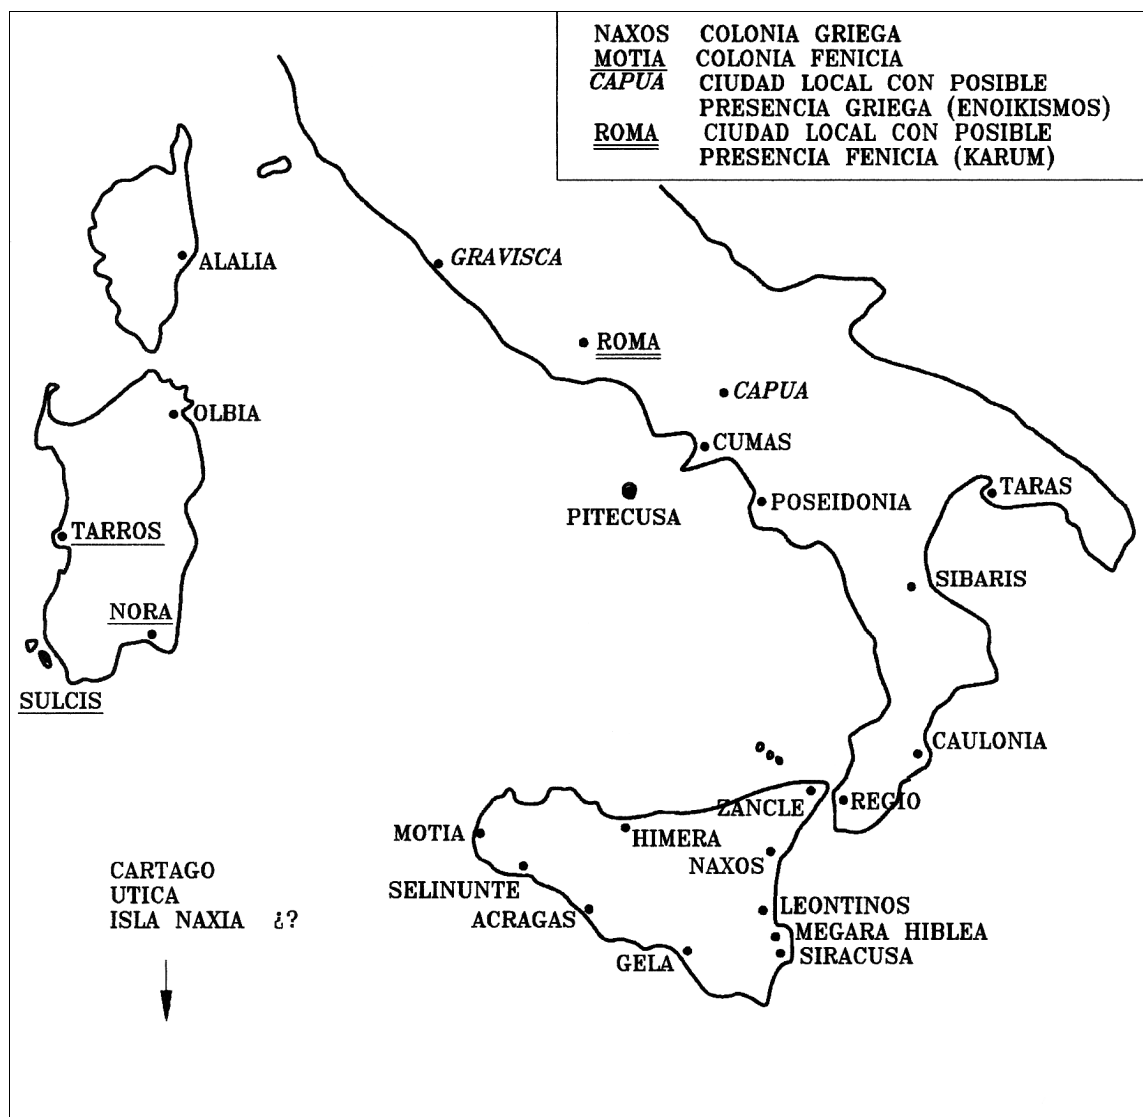 NAXOS COLONIA GRIEGA
MOTIA COLONIA FENICIA
CAPUA CIUDAD LOCAL CON POSIBLE
PRESENCIA GRIEGA (ENOIKISMOS)
ROMA CIUDAD LOCAL CON POSIBLE
PRESENCIA FENICIA (KARUM)
ALALIA
GRAVISCA
ROMA
CAPUA
OLBIA
CUMAS
TARAS
POSEIDONIA
PITECUSA
TARROS
SIBARIS
NORA
SULCIS
CAULONIA
ZANCLE
REGIO
MOTIA
HIMERA
NAXOS
SELINUNTE
ACRAGAS
LEONTINOS
MEGARA HIBLEA
SIRACUSA
GELA
CARTAGO
UTICA
ISLA NAXIA ¿?